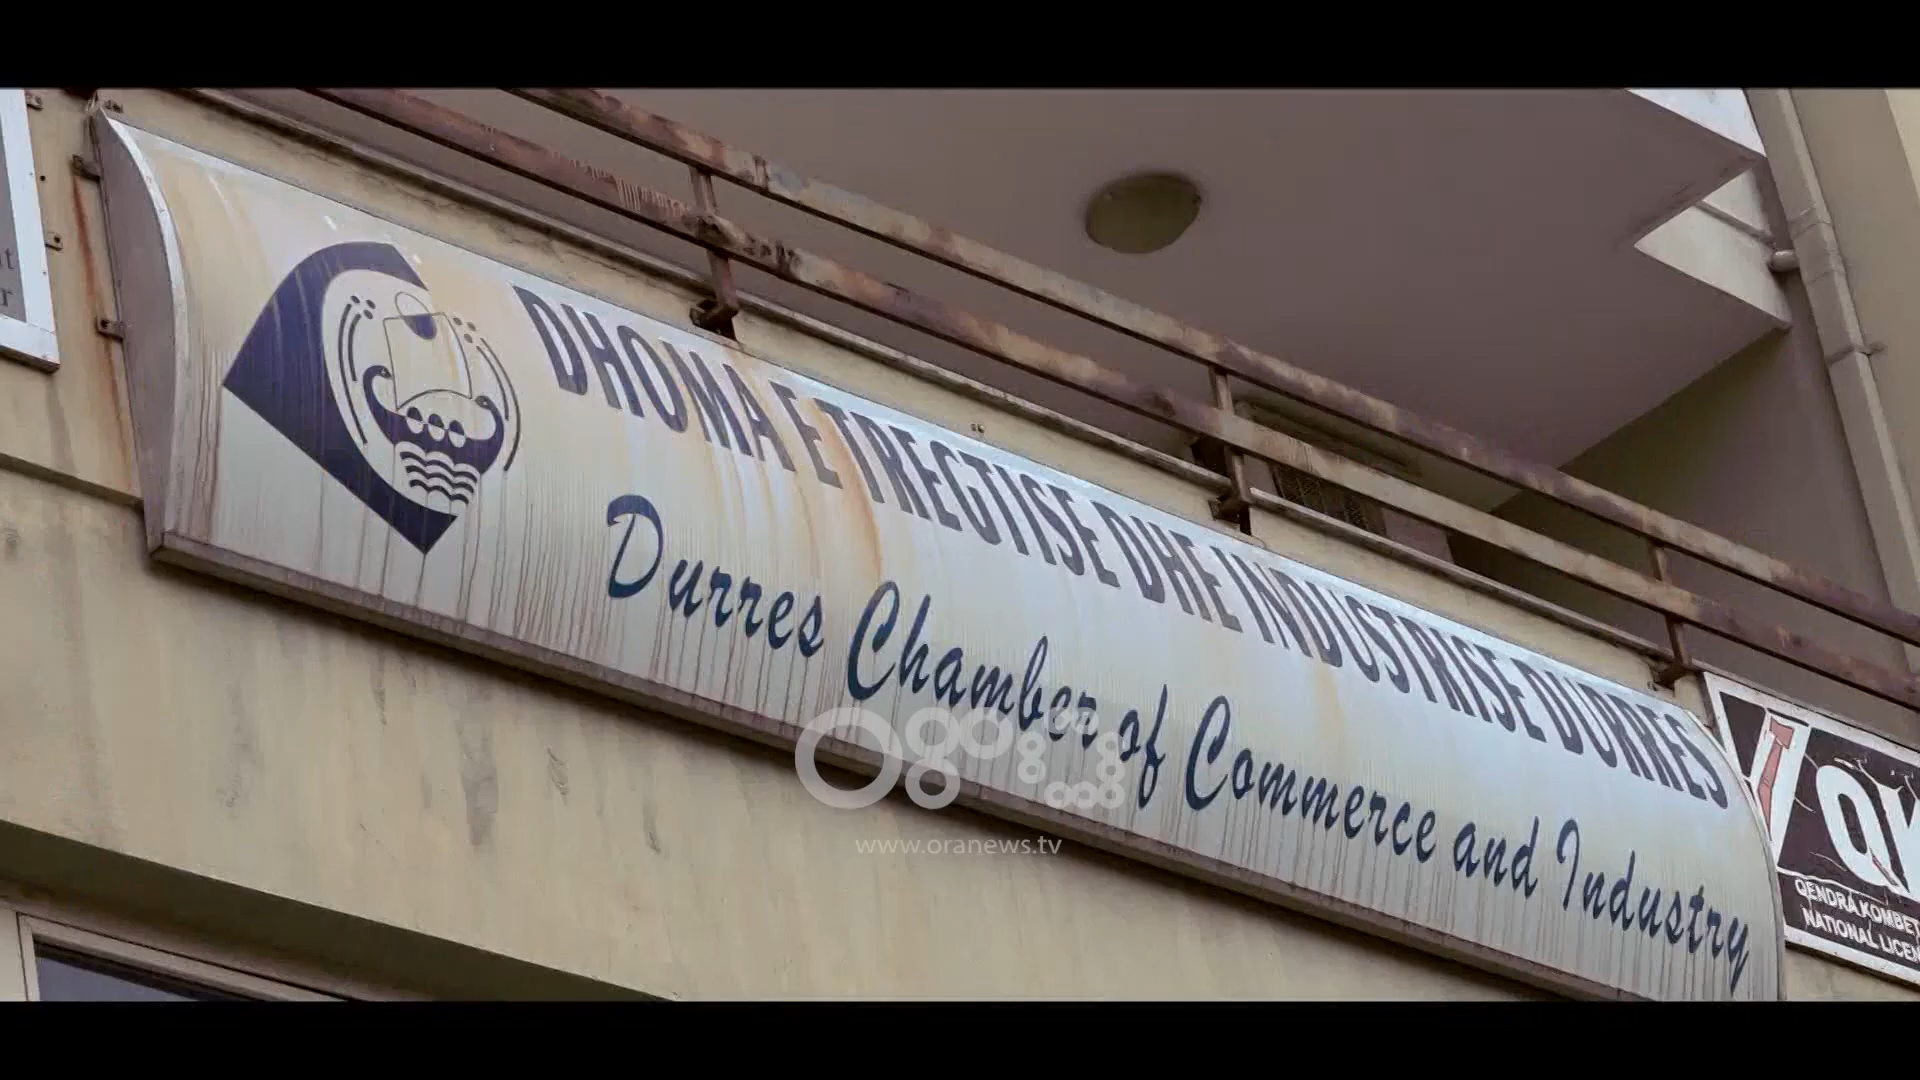 DHOMA E TREGTISE DHE INDUSTRISE DURRES
Durres Chamber of Commerce and Industry
www.oranews.tv
QENDRA KOMBET
NATIONAL LICEN